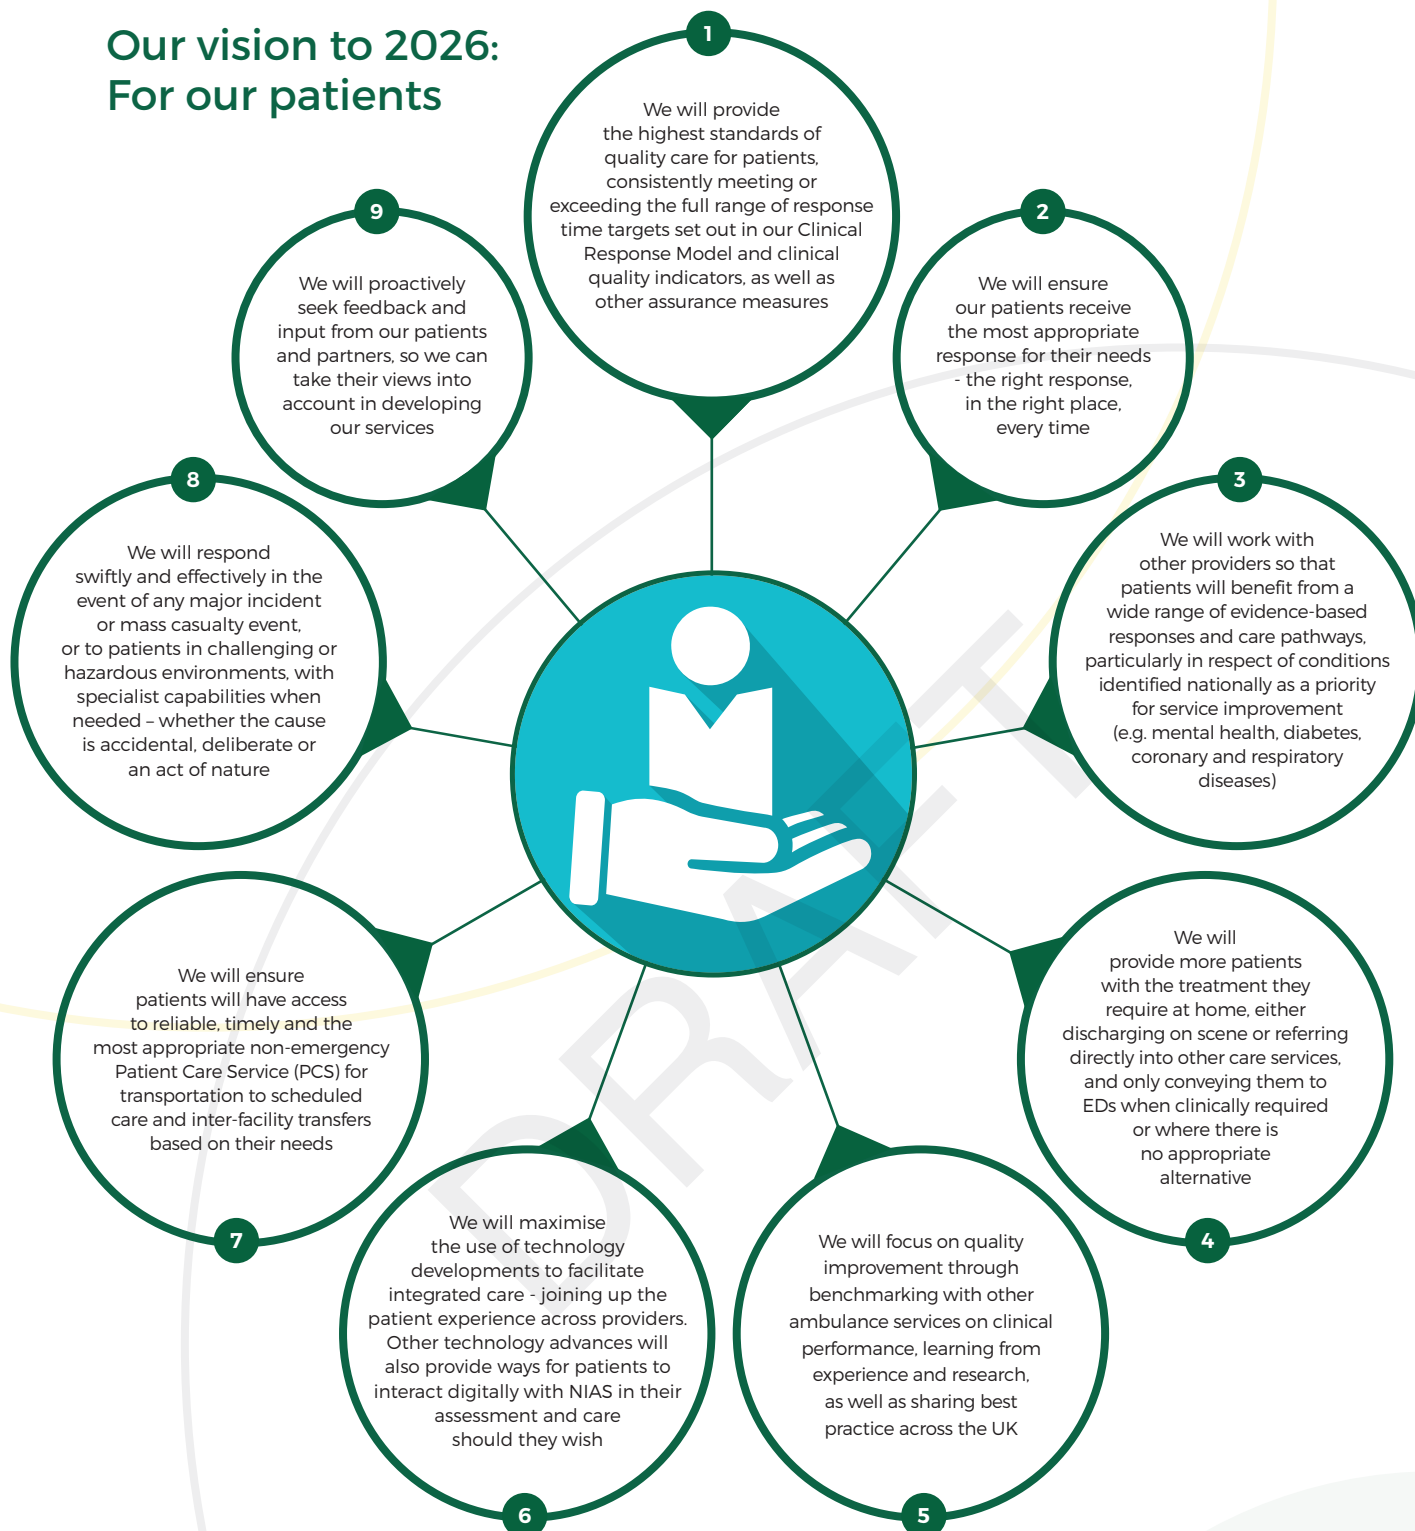 Our vision to 2026:
For our patients
1
We will provide
the highest standards of
quality care for patients,
consistently meeting or
exceeding the full range of response
time targets set out in our Clinical
Response Model and clinical
quality indicators, as well as
other assurance measures
2
We will ensure
our patients receive
the most appropriate
response for their needs
- the right response,
in the right place,
every time
3
We will work with
other providers so that
patients will benefit from a
wide range of evidence-based
responses and care pathways,
particularly in respect of conditions
identified nationally as a priority
for service improvement
(e.g. mental health, diabetes,
coronary and respiratory
diseases)
We will
provide more patients
with the treatment they
require at home, either
discharging on scene or referring
directly into other care services,
and only conveying them to
EDs when clinically required
or where there is
no appropriate
alternative
4
We will focus on quality
improvement through
benchmarking with other
ambulance services on clinical
performance, learning from
experience and research,
as well as sharing best
practice across the UK
5
We will maximise
the use of technology
developments to facilitate
integrated care - joining up the
patient experience across providers.
Other technology advances will
also provide ways for patients to
interact digitally with NIAS in their
assessment and care
should they wish
6
We will ensure
patients will have access
to reliable, timely and the
most appropriate non-emergency
Patient Care Service (PCS) for
transportation to scheduled
care and inter-facility transfers
based on their needs
7
8
We will respond
swiftly and effectively in the
event of any major incident
or mass casualty event,
or to patients in challenging or
hazardous environments, with
specialist capabilities when
needed – whether the cause
is accidental, deliberate or
an act of nature
9
We will proactively
seek feedback and
input from our patients
and partners, so we can
take their views into
account in developing
our services
DRAFT